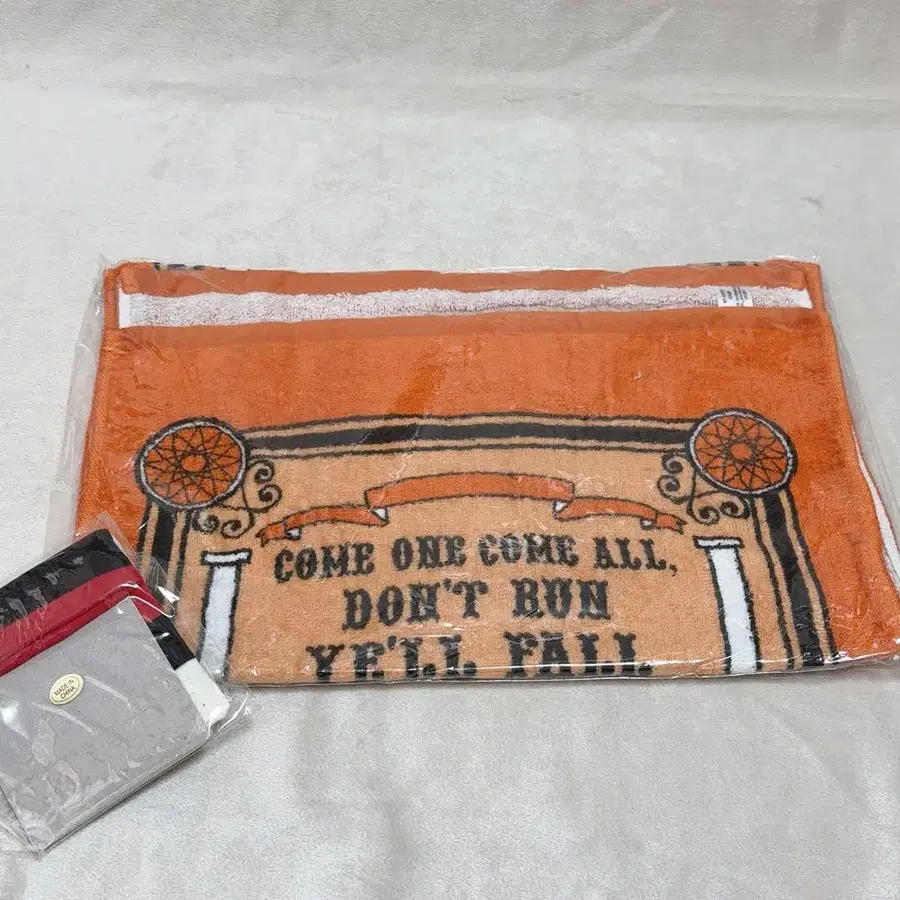 COME ONE COME ALL,
DON'T RUN
YE'LL FALL
MADE IN
CHINA